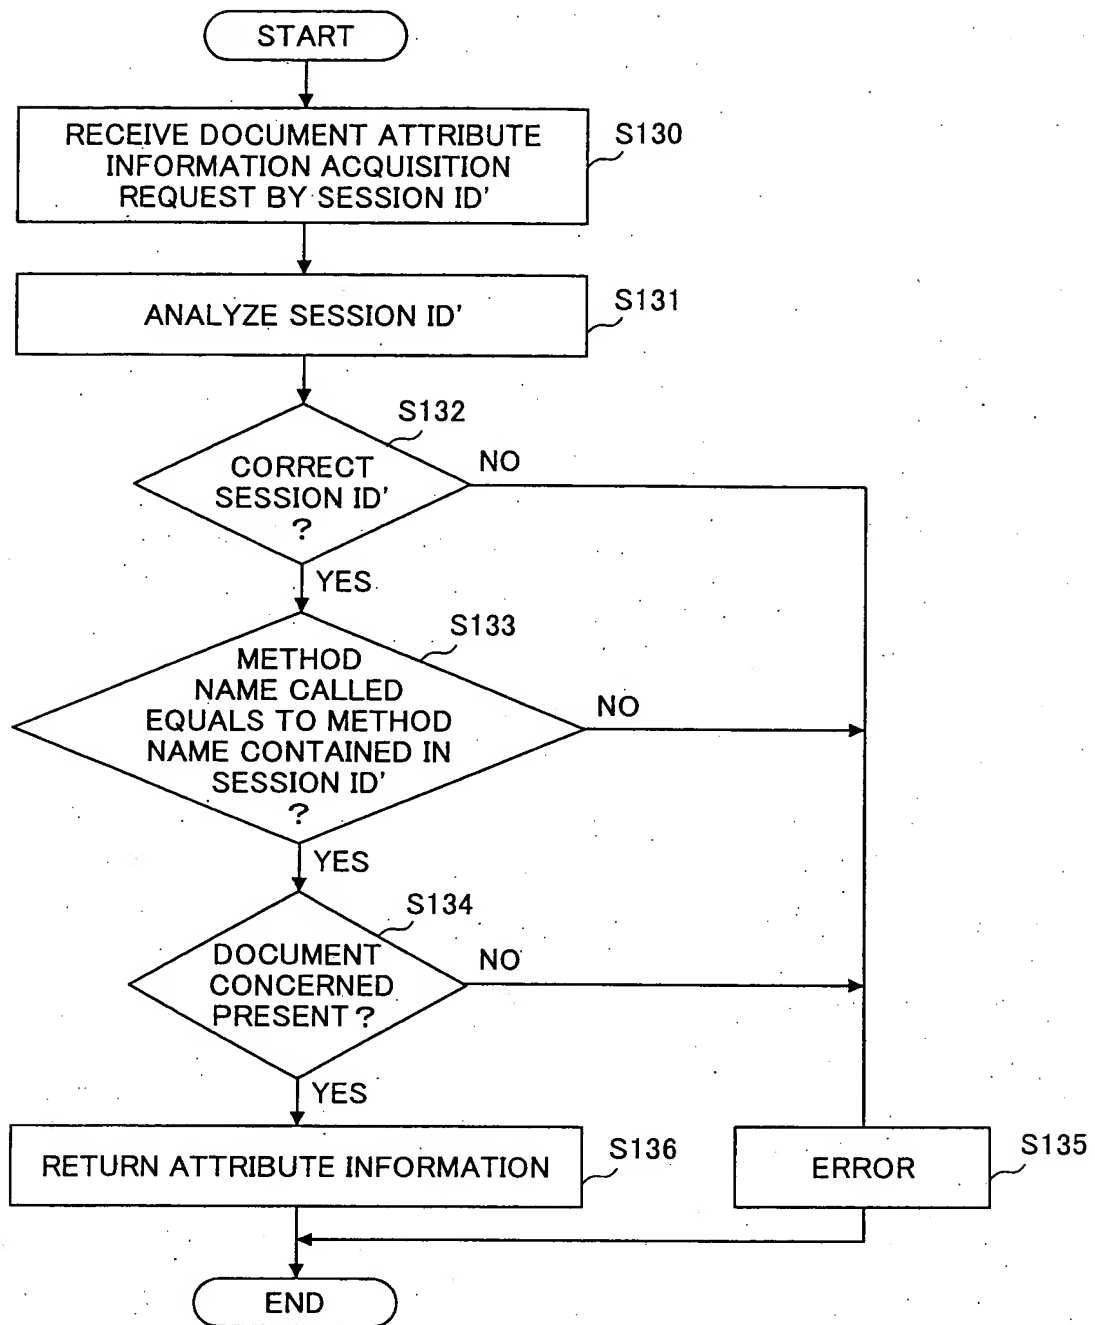 START
RECEIVE DOCUMENT ATTRIBUTE
INFORMATION ACQUISITION
REQUEST BY SESSION ID'
S130
ANALYZE SESSION ID'
S131
S132
CORRECT
SESSION ID'
?
NO
YES
S133
METHOD
NAME CALLED
EQUALS TO METHOD
NAME CONTAINED IN
SESSION ID'
?
NO
YES
S134
DOCUMENT
CONCERNED
PRESENT ?
NO
YES
RETURN ATTRIBUTE INFORMATION
S136
ERROR
S135
END